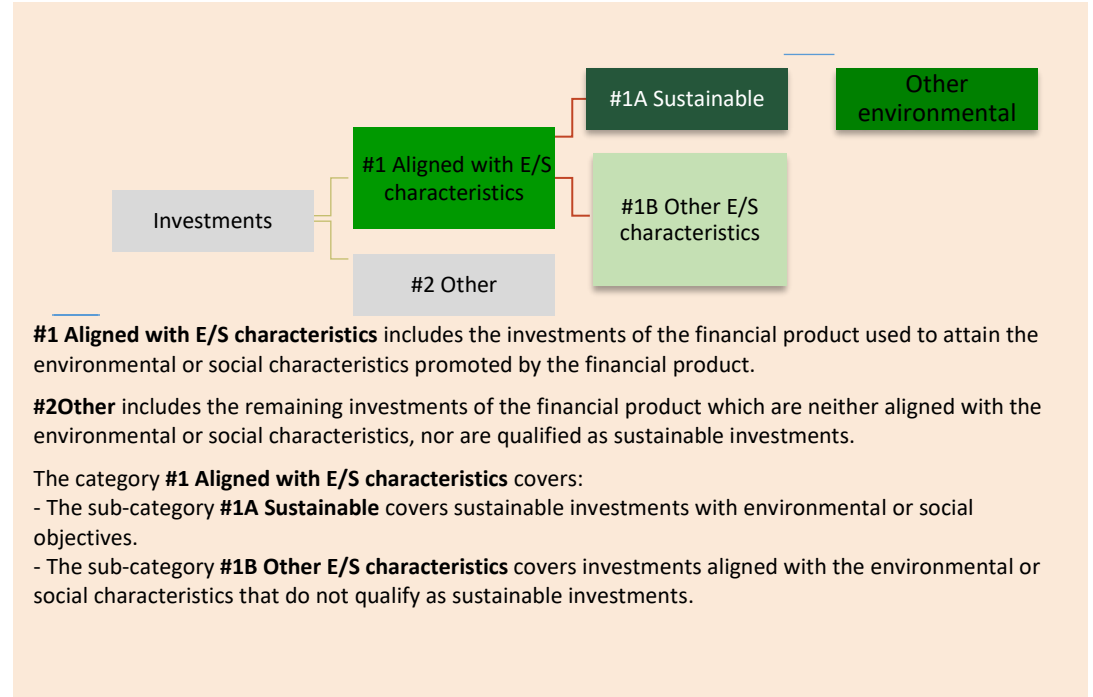 #1A Sustainable
Other
environmental
#1 Aligned with E/S
characteristics
#1B Other E/S
characteristics
Investments
#2 Other
#1 Aligned with E/S characteristics includes the investments of the financial product used to attain the
environmental or social characteristics promoted by the financial product.
#2Other includes the remaining investments of the financial product which are neither aligned with the
environmental or social characteristics, nor are qualified as sustainable investments.
The category #1 Aligned with E/S characteristics covers:
- The sub-category #1A Sustainable covers sustainable investments with environmental or social
objectives.
- The sub-category #1B Other E/S characteristics covers investments aligned with the environmental or
social characteristics that do not qualify as sustainable investments.